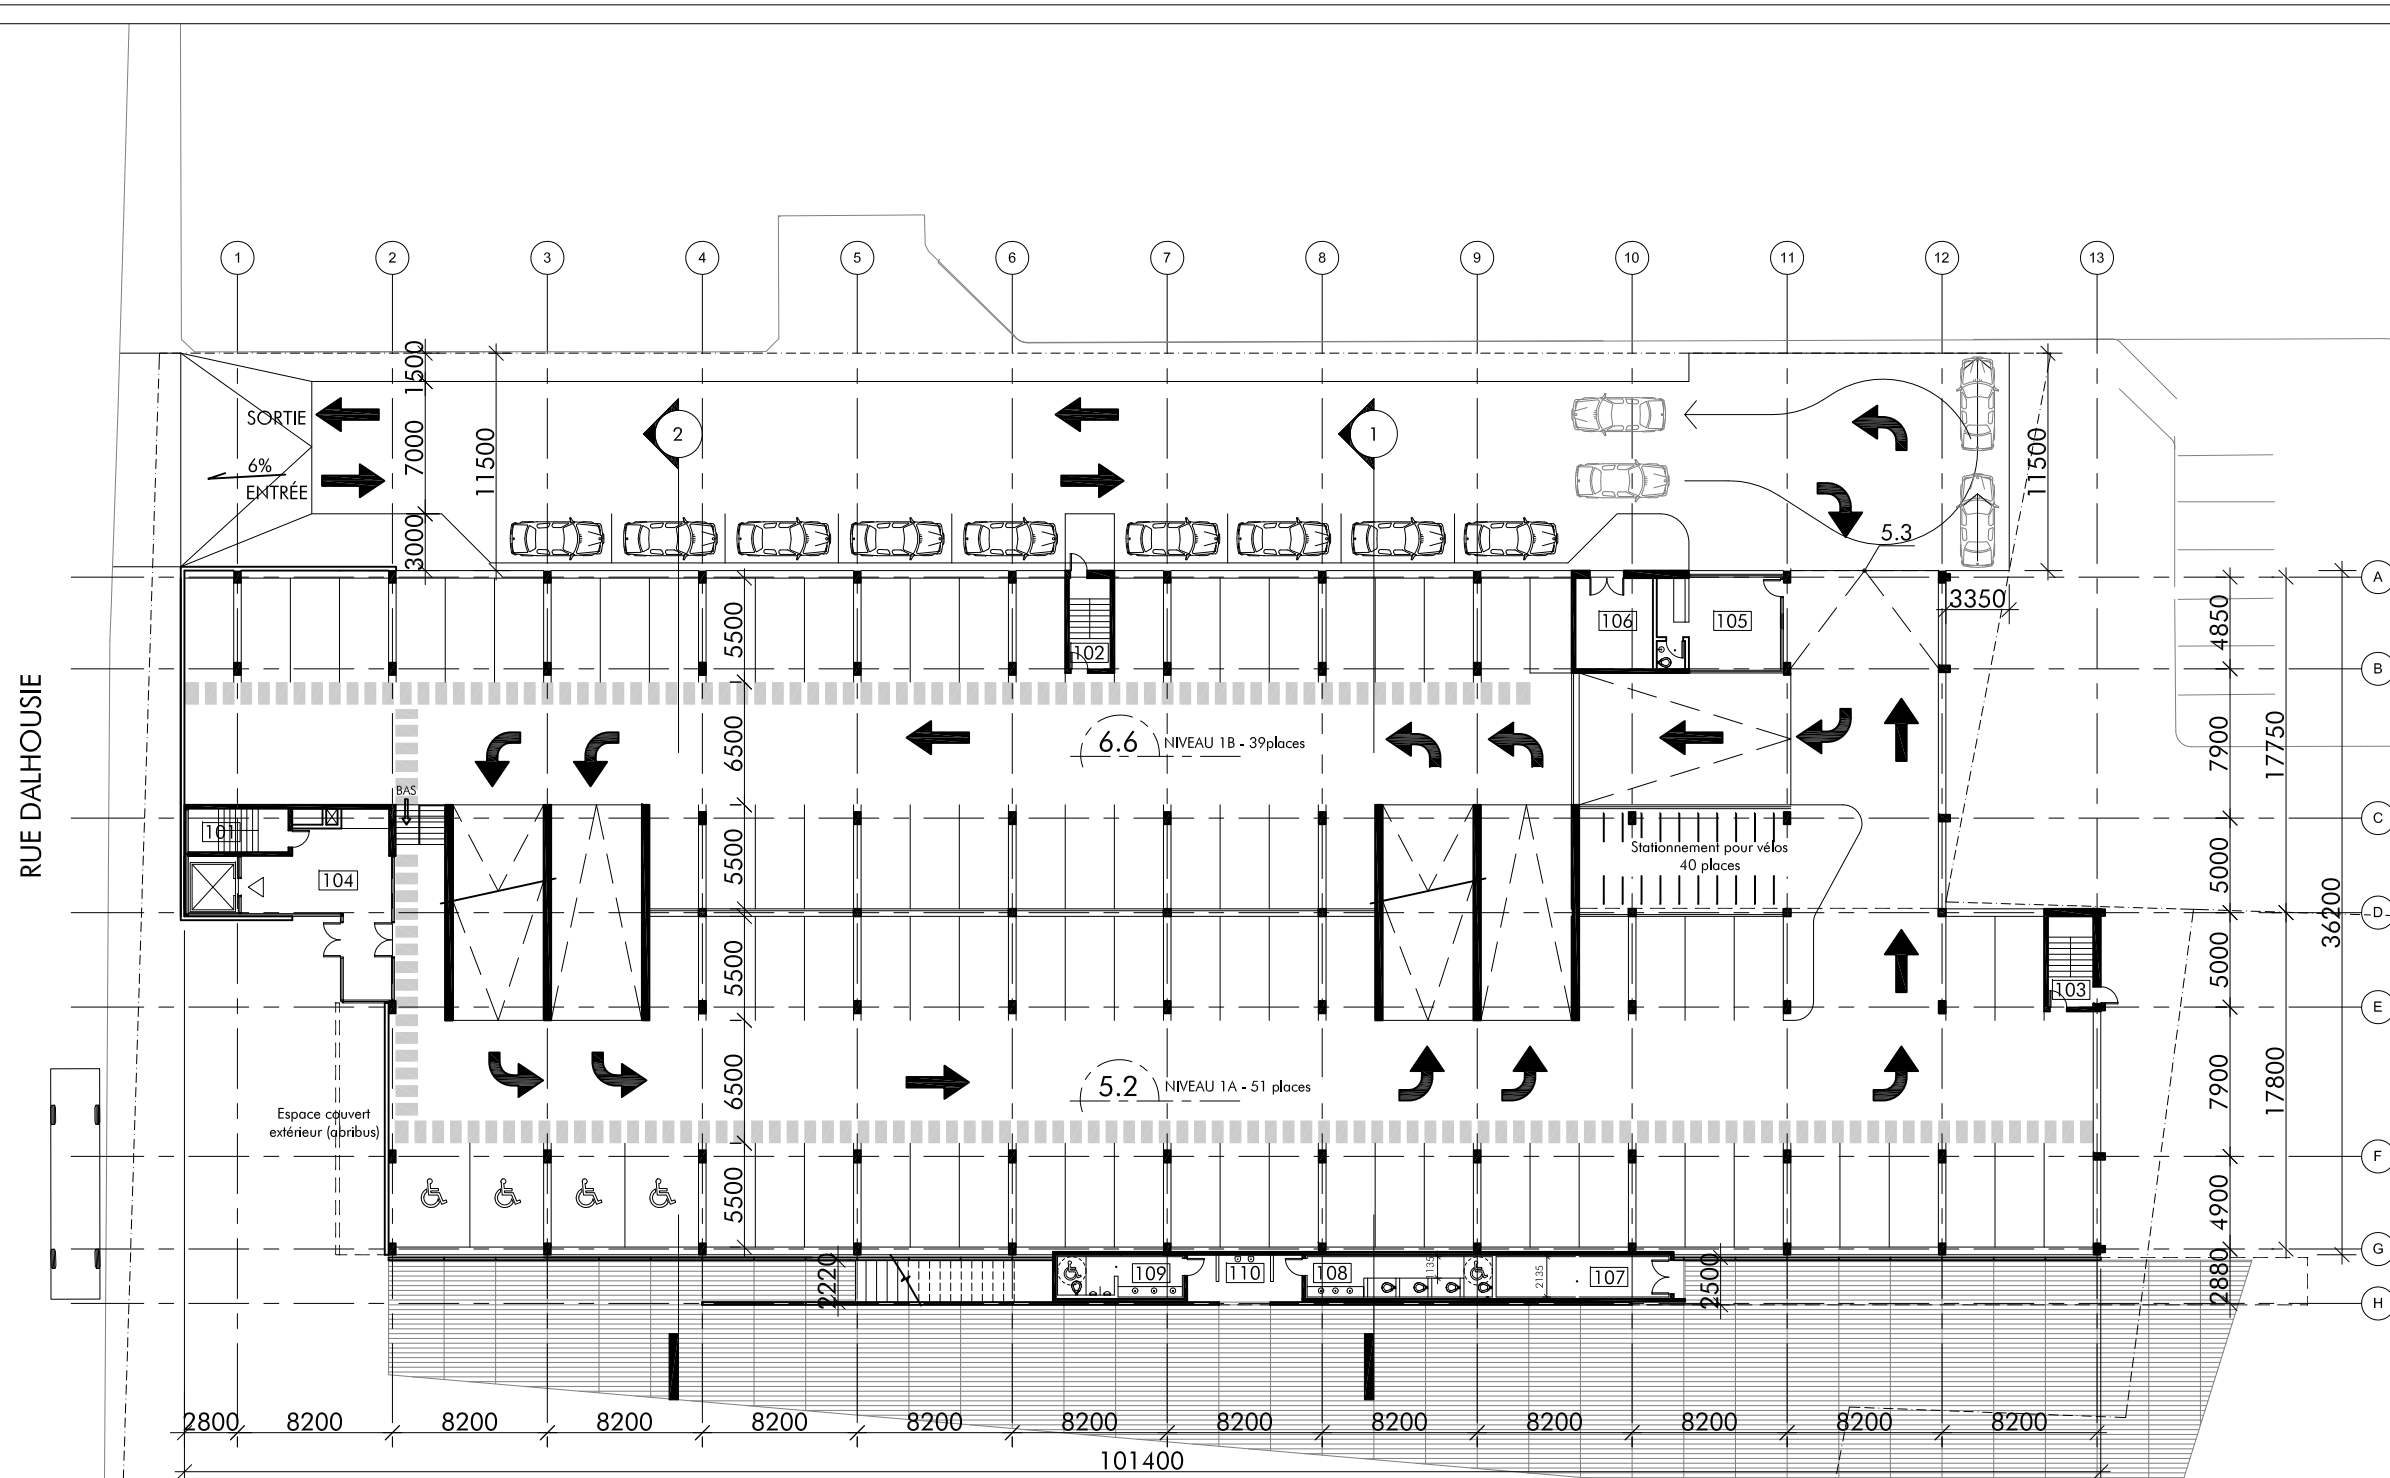 1 2 3 4 5 6 7 8 9 10 11 12 13
1500
SORTIE
7000
11500
2
1
11500
6%
ENTRÉE
3000
5.3
A
3350
5500
106
105
4850
102
B
RUE DALHOUSIE
6500
6.6
NIVEAU 1B - 39places
7900
17750
BAS
101
C
Stationnement pour vélos
40 places
104
5500
5000
D
36200
5500
5000
103
E
6500
5.2
NIVEAU 1A - 51 places
7900
17800
Espace couvert
extérieur (abribus)
F
5500
4900
G
2220
109
110
108
1135
2135
107
2500
2880
H
2800 8200 8200 8200 8200 8200 8200 8200 8200 8200 8200 8200 8200
101400